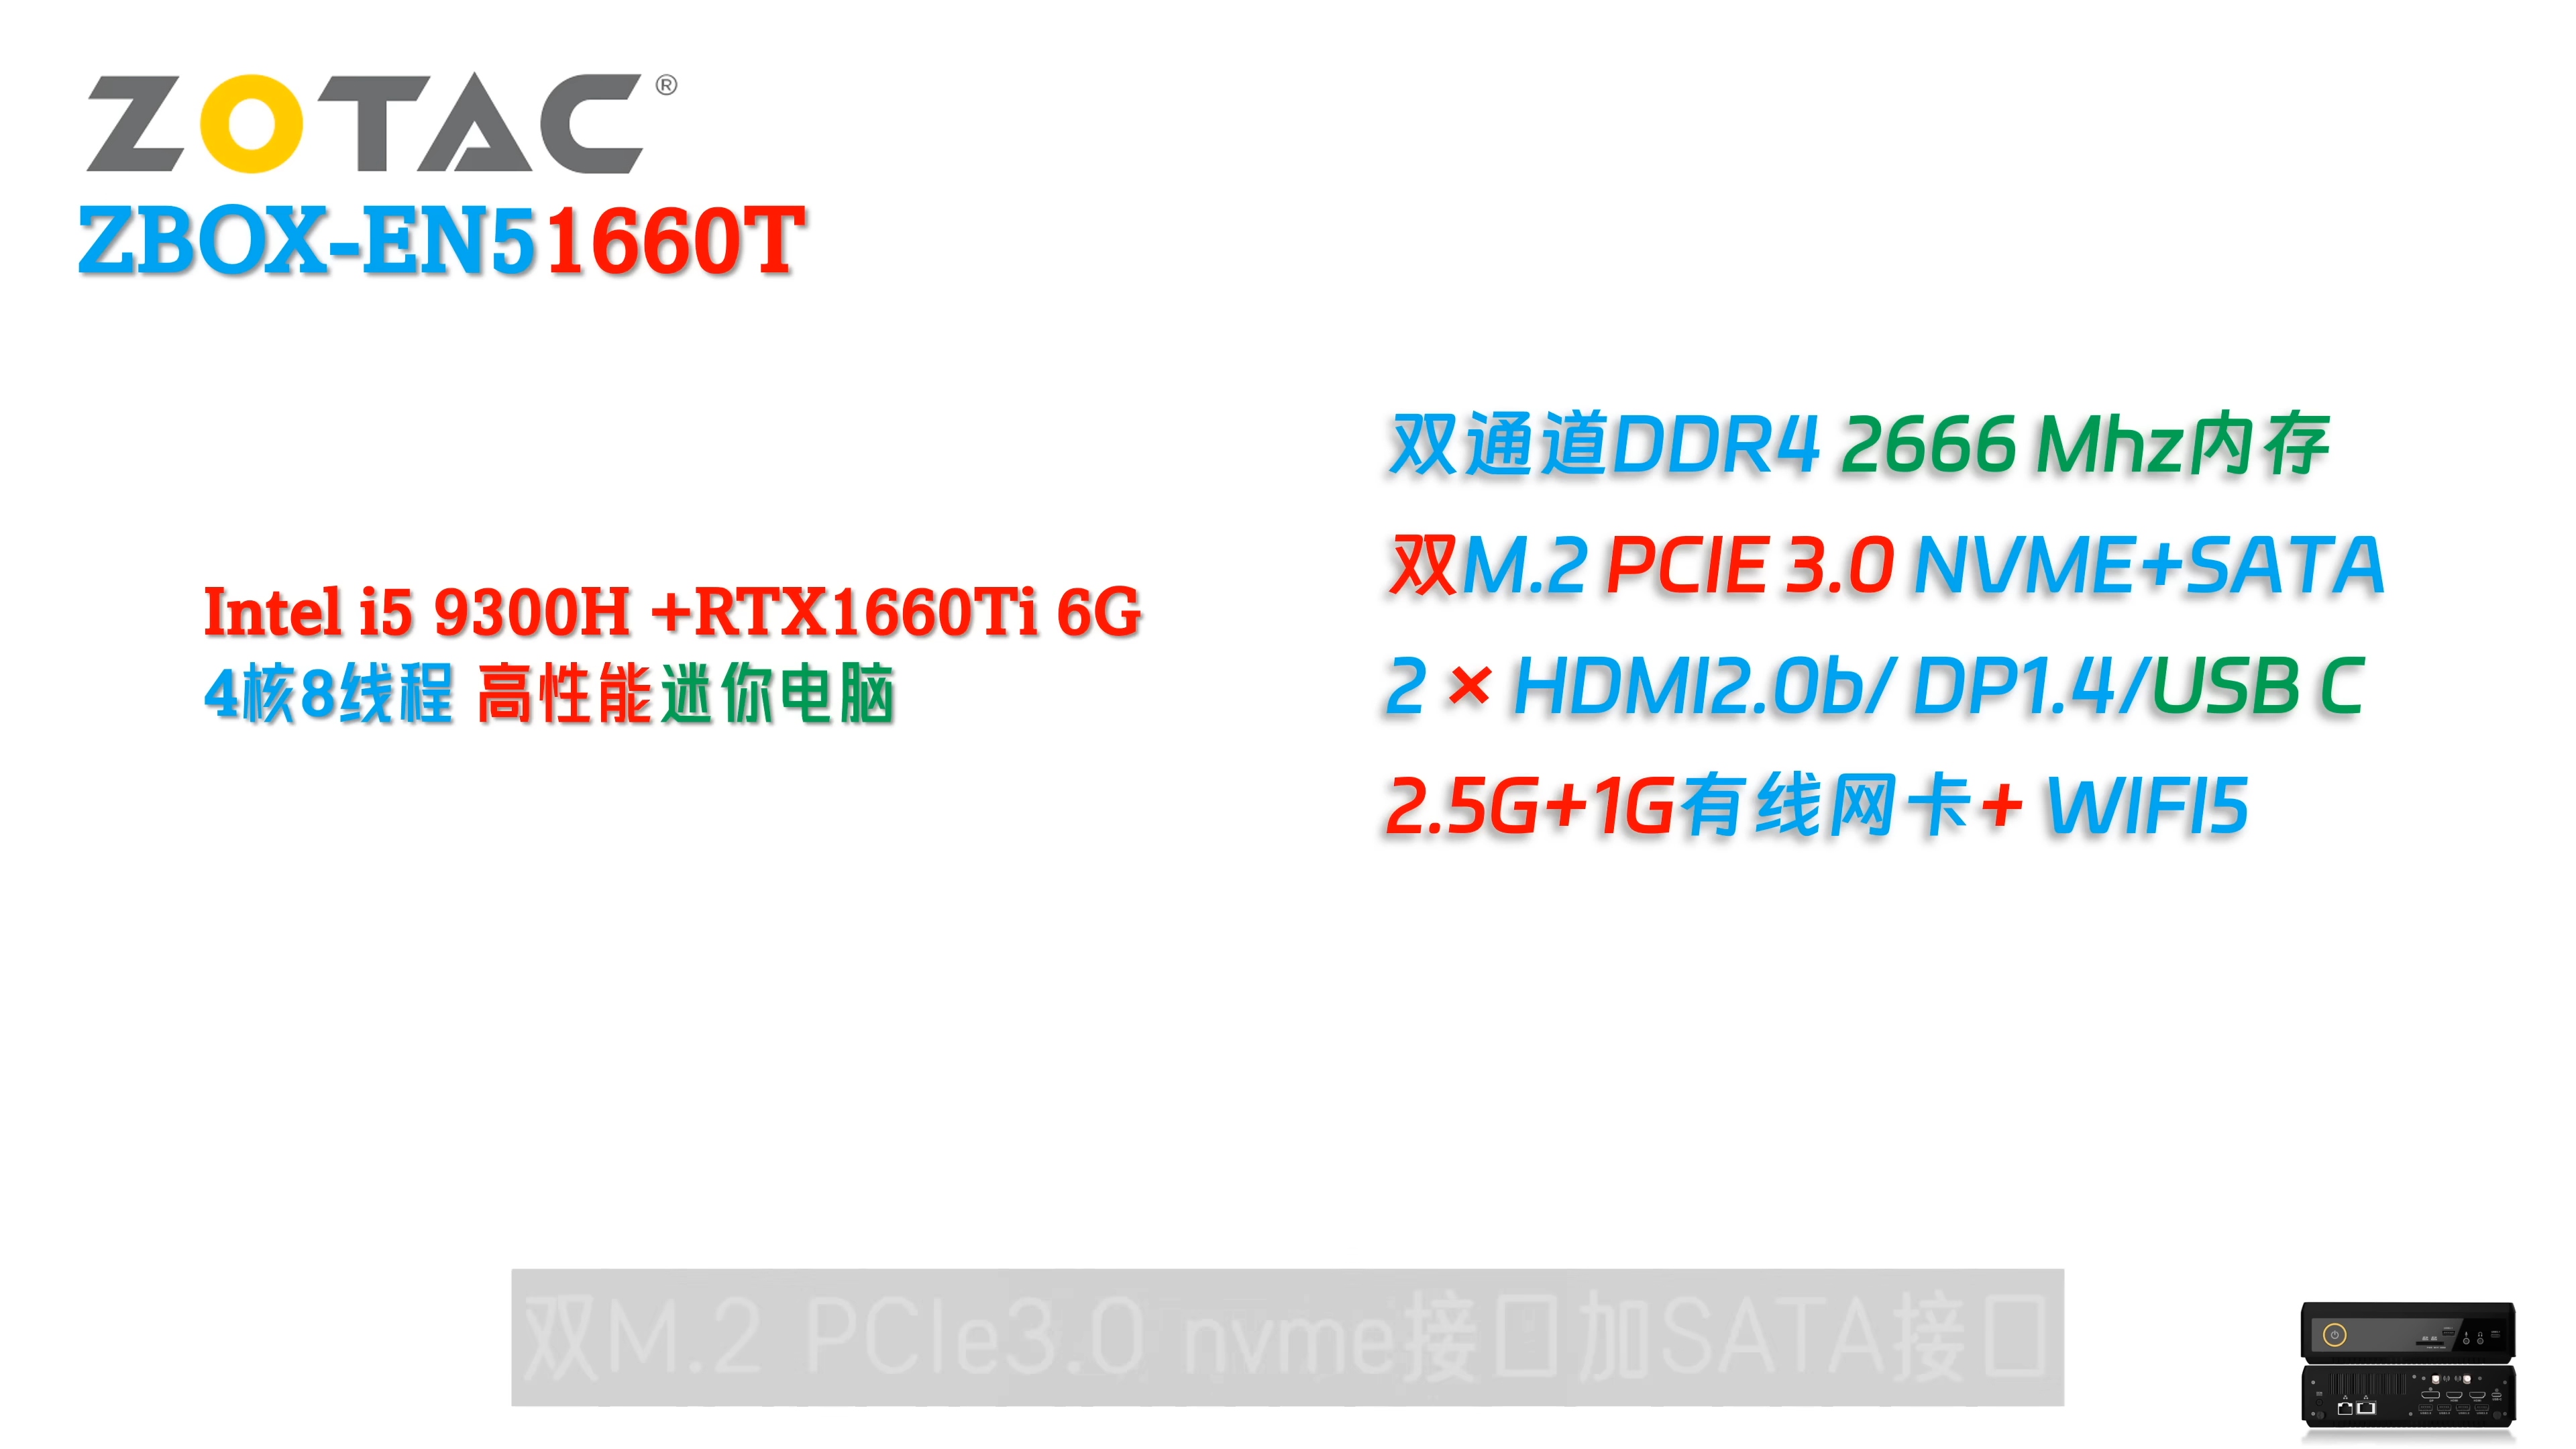 ZOTAC®
ZBOX-EN51660T
Intel i5 9300H +RTX1660Ti 6G
4核8线程 高性能迷你电脑
双通道DDR4 2666 Mhz内存
双M.2 PCIE 3.0 NVME+SATA
2 × HDMI2.0b/ DP1.4/USB C
2.5G+1G有线网卡+ WIFI5
双M.2 PCIe3.0 nvme接口加SATA接口